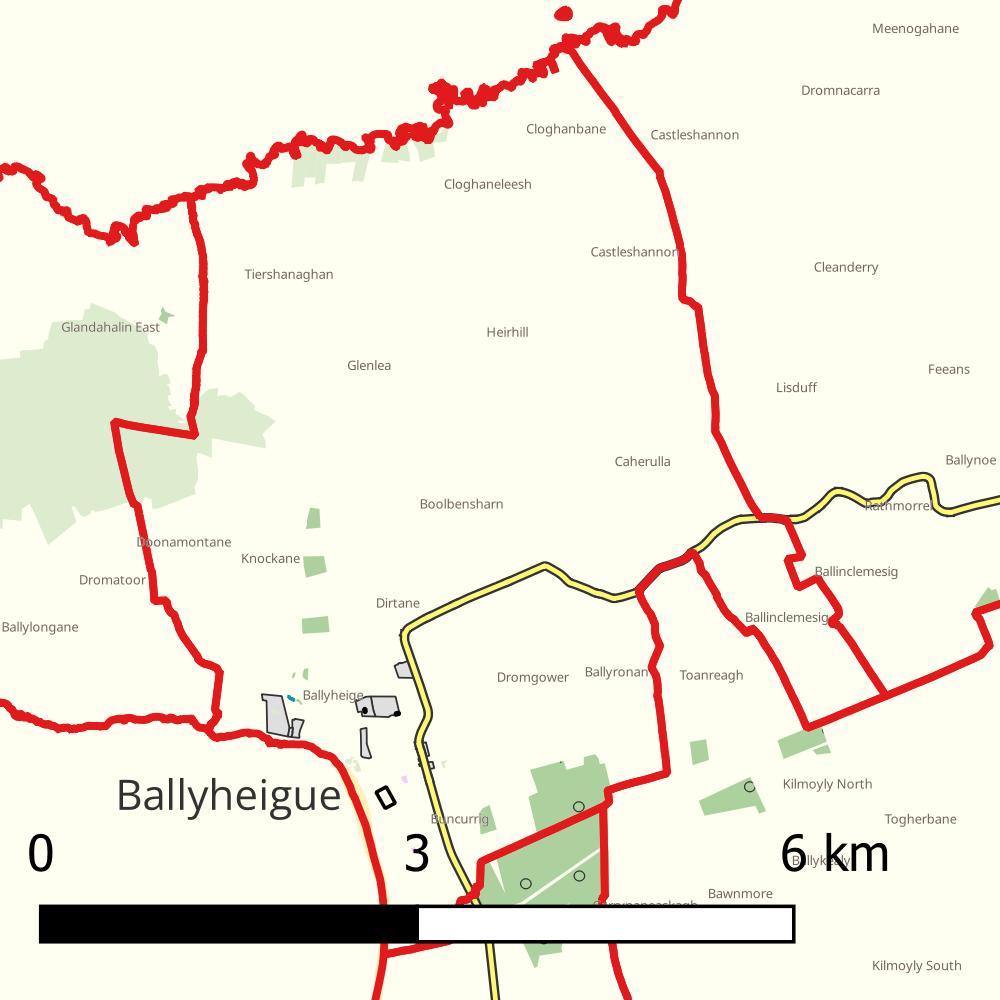 Meenogahane
Dromnacarra
Cloghanbane
Castleshannon
Cloghaneleesh
Castleshannon
Cleanderry
Tiershanaghan
Glandahalin East
Heirhill
Glenlea
Feeans
Lisduff
Caherulla
Ballynoe
Boolbensharn
Rathmorrel
Doonamontane
Knockane
Ballinclemesig
Dromatoor
Dirtane
Ballinclemesig
Ballylongane
Ballyronan
Toanreagh
Dromgower
Ballyheige
Kilmoyly North
Ballyheigue
Buncurrig
Togherbane
0 3 6 km
Bawnmore
Kilmoyly South